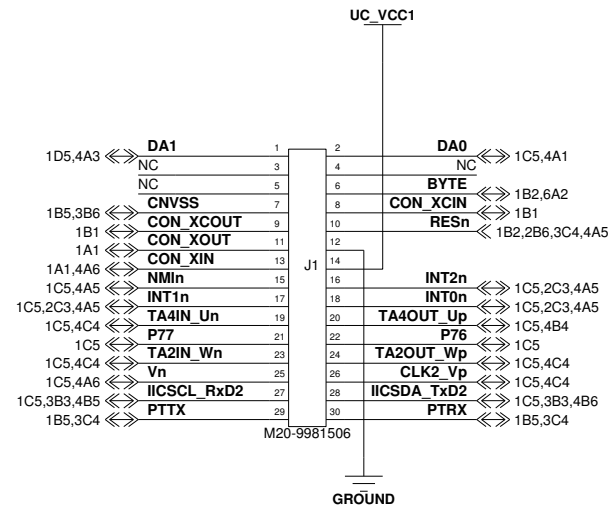 UC_VCC1
1D5,4A3 DA1 1 2 DA0 1C5,4A1
NC 3 4 NC
NC 5 6 BYTE 1B2,6A2
1B5,3B6 CNVSS 7 8 CON_XCIN 1B1
1B1 CON_XCOUT 9 10 RESn 1B2,2B6,3C4,4A5
1A1 CON_XOUT 11 12
1A1,4A6 CON_XIN 13 J1 14
1C5,4A5 NMIn 15 16 INT2n 1C5,2C3,4A5
1C5,2C3,4A5 INT1n 17 18 INT0n 1C5,2C3,4A5
1C5,4C4 TA4IN_Un 19 20 TA4OUT_Up 1C5,4B4
1C5 P77 21 22 P76 1C5
1C5,4C4 TA2IN_Wn 23 24 TA2OUT_Wp 1C5,4C4
1C5,4A6 Vn 25 26 CLK2_Vp 1C5,4C4
1C5,3B3,4B5 IICSCL_RxD2 27 28 IICSDA_TxD2 1C5,3B3,4B6
1B5,3C4 PTTX 29 30 PTRX 1B5,3C4
M20-9981506
GROUND